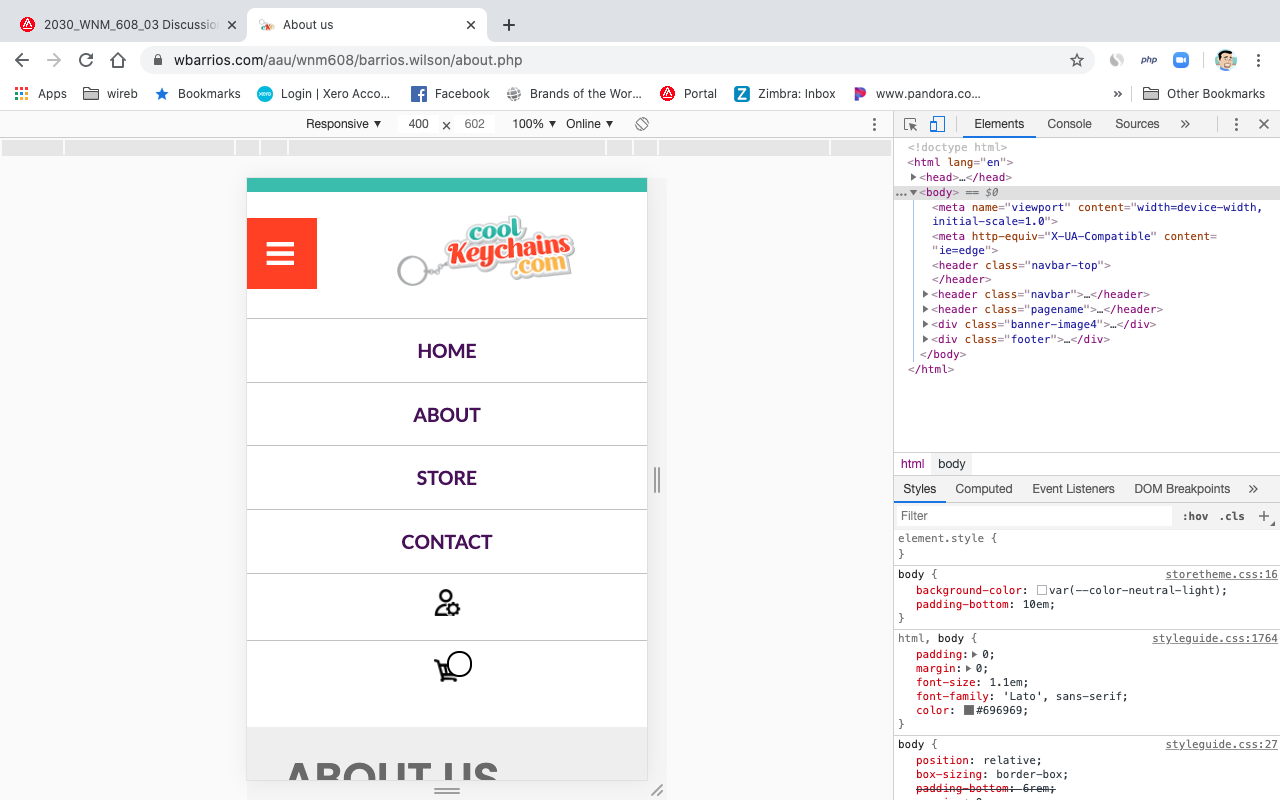 2030_WNM_608_03 Discussio
About us
wbarrios.com/aau/wnm608/barrios.wilson/about.php
php
Apps
wireb
Bookmarks
xero
Login | Xero Acco...
Facebook
Brands of the Wor...
Portal
Zimbra: Inbox
www.pandora.co...
»
Other Bookmarks
Responsive ▼ 400 x 602 100% ▼ Online ▼
Elements Console Sources »
<!doctype html>
<html lang="en">
<head>…</head>
…<body> == $0
<meta name="viewport" content="width=device-width,
initial-scale=1.0">
<meta http-equiv="X-UA-Compatible" content=
"ie=edge">
<header class="navbar-top">
</header>
<header class="navbar">…</header>
<header class="pagename">…</header>
<div class="banner-image4">…</div>
<div class="footer">…</div>
</body>
</html>
cool
Keychains
.com
HOME
ABOUT
STORE
CONTACT
ABOUT US
html body
Styles Computed Event Listeners DOM Breakpoints »
Filter :hov .cls +
element.style {
}
body { storetheme.css:16
background-color: var(--color-neutral-light);
padding-bottom: 10em;
}
html, body { styleguide.css:1764
padding: 0;
margin: 0;
font-size: 1.1em;
font-family: 'Lato', sans-serif;
color: #696969;
}
body { styleguide.css:27
position: relative;
box-sizing: border-box;
padding-bottom: 6rem;